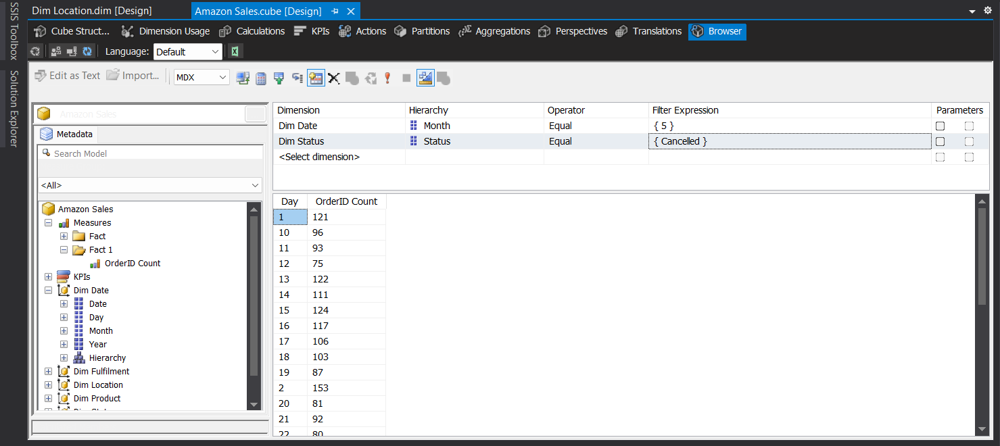 SSIS Toolbox
Solution Explorer
Dim Location.dim [Design]
Amazon Sales.cube [Design]
Cube Struct... Dimension Usage Calculations KPIs Actions Partitions Aggregations Perspectives Translations Browser
Language: Default
Edit as Text Import... MDX
Amazon Sales
Metadata
Search Model
<All>
Amazon Sales
Measures
Fact
Fact 1
OrderID Count
KPIs
Dim Date
Date
Day
Month
Year
Hierarchy
Dim Fulfilment
Dim Location
Dim Product
Dimension Hierarchy Operator Filter Expression Parameters
Dim Date Month Equal { 5 }
Dim Status Status Equal { Cancelled }
<Select dimension>
Day OrderID Count
1 121
10 96
11 93
12 75
13 122
14 111
15 124
16 117
17 106
18 103
19 87
2 153
20 81
21 92
22 80